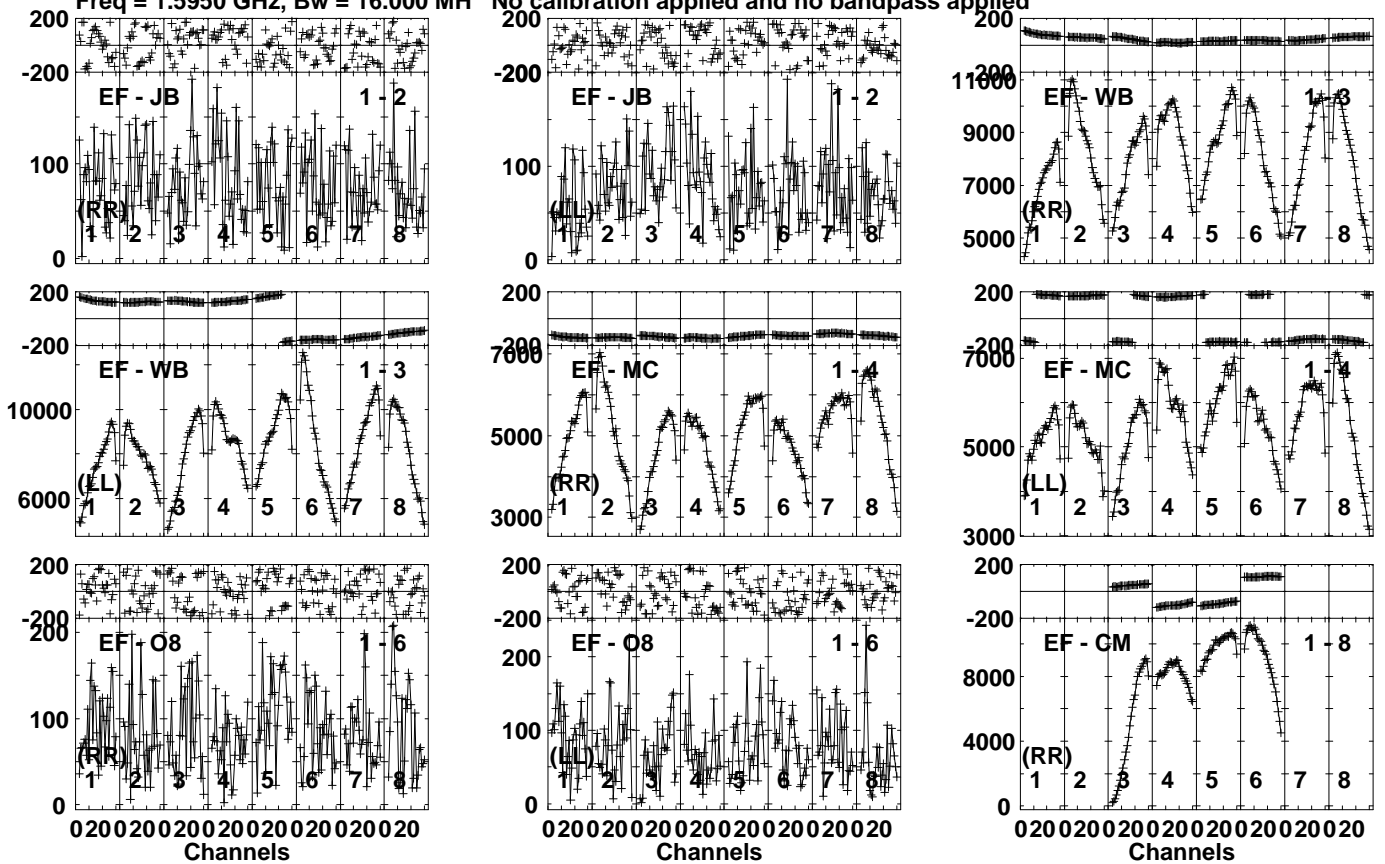 Freq = 1.5950 GHz, Bw = 16.000 MH No calibration applied and no bandpass applied
200
-200
EF - JB 1 - 2
100
(RR)
1 2 3 4 5 6 7 8
0
200
-200
EF - JB 1 - 2
100
(LL)
1 2 3 4 5 6 7 8
0
200
-200
11000
EF - WB 1 - 3
9000
7000
(RR)
1 2 3 4 5 6 7 8
5000
200
-200
EF - WB 1 - 3
10000
6000
(LL)
1 2 3 4 5 6 7 8
200
-200
7000
EF - MC 1 - 4
5000
(RR)
1 2 3 4 5 6 7 8
3000
200
-200
7000
EF - MC 1 - 4
5000
(LL)
1 2 3 4 5 6 7 8
3000
200
-200
200
EF - O8 1 - 6
100
(RR)
1 2 3 4 5 6 7 8
0
0 20 0 20 0 20 0 20 0 20 0 20 0 20 0 20
Channels
200
-200
200
EF - O8 1 - 6
100
(LL)
1 2 3 4 5 6 7 8
0
0 20 0 20 0 20 0 20 0 20 0 20 0 20 0 20
Channels
200
-200
EF - CM 1 - 8
8000
4000
(RR)
1 2 3 4 5 6 7 8
0
0 20 0 20 0 20 0 20 0 20 0 20 0 20 0 20
Channels